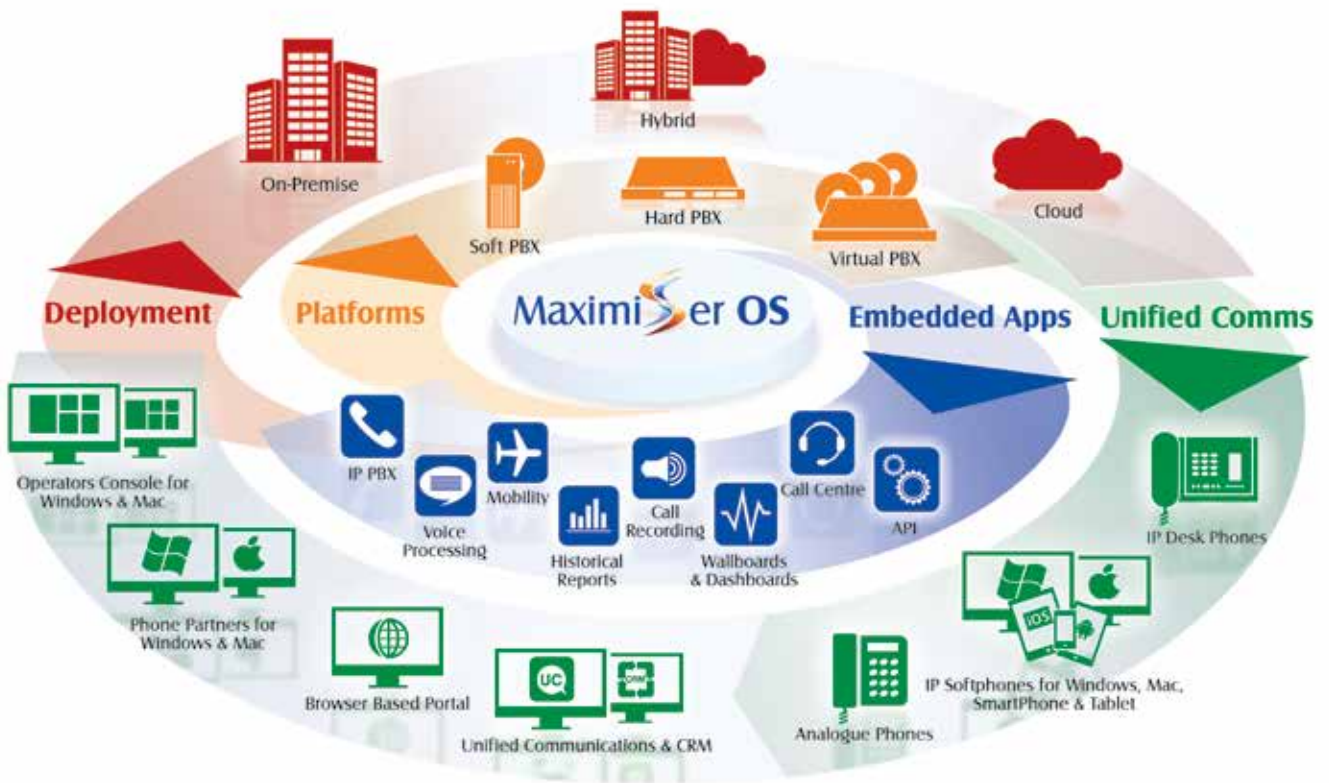 Hybrid
On-Premise
Cloud
Soft PBX
Hard PBX
Virtual PBX
Deployment
Platforms
MaximiSer OS
Embedded Apps
Unified Comms
IP PBX
Voice
Processing
Mobility
Historical
Reports
Call
Recording
Wallboards
& Dashboards
Call Centre
API
Operators Console for
Windows & Mac
Phone Partners for
Windows & Mac
Browser Based Portal
UC
CRM
Unified Communications & CRM
Analogue Phones
iOS
IP Softphones for Windows, Mac,
SmartPhone & Tablet
IP Desk Phones